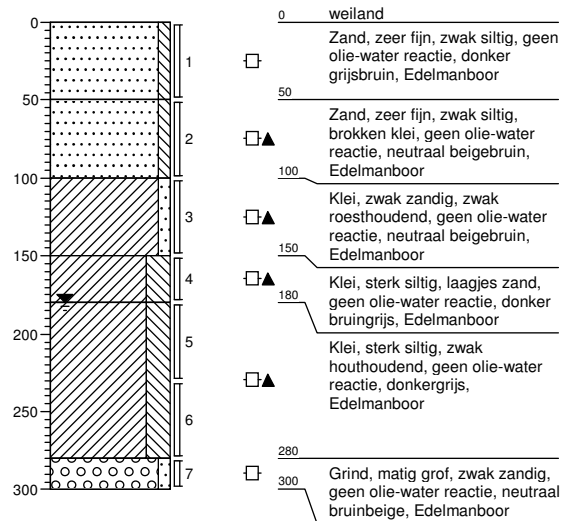 0
50
100
150
200
250
300
1
2
3
4
5
6
7
0 weiland
Zand, zeer fijn, zwak siltig, geen
olie-water reactie, donker
grijsbruin, Edelmanboor
50
Zand, zeer fijn, zwak siltig,
brokken klei, geen olie-water
reactie, neutraal beigebruin,
Edelmanboor
100
Klei, zwak zandig, zwak
roesthoudend, geen olie-water
reactie, neutraal beigebruin,
Edelmanboor
150
Klei, sterk siltig, laagjes zand,
geen olie-water reactie, donker
bruingrijs, Edelmanboor
180
Klei, sterk siltig, zwak
houthoudend, geen olie-water
reactie, donkergrijs,
Edelmanboor
280
Grind, matig grof, zwak zandig,
geen olie-water reactie, neutraal
bruinbeige, Edelmanboor
300